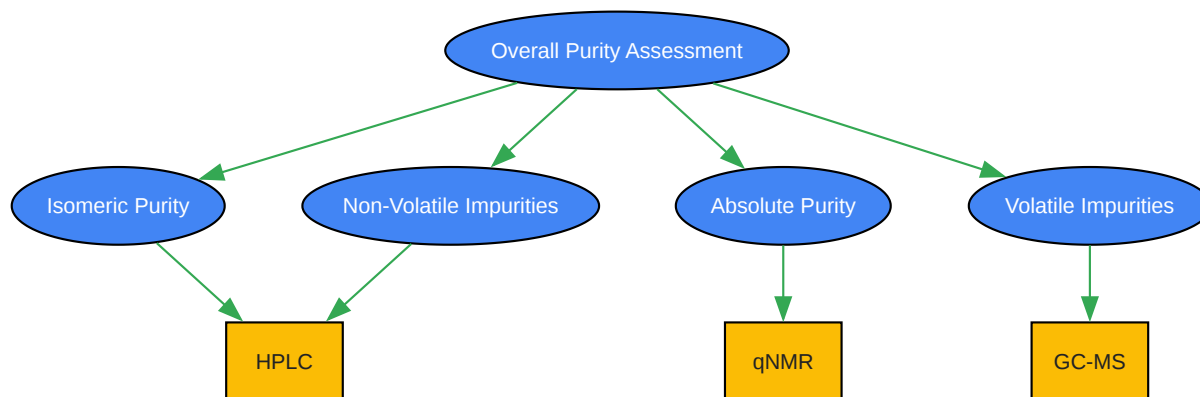 Overall Purity Assessment
Isomeric Purity
Non-Volatile Impurities
Absolute Purity
Volatile Impurities
HPLC
qNMR
GC-MS